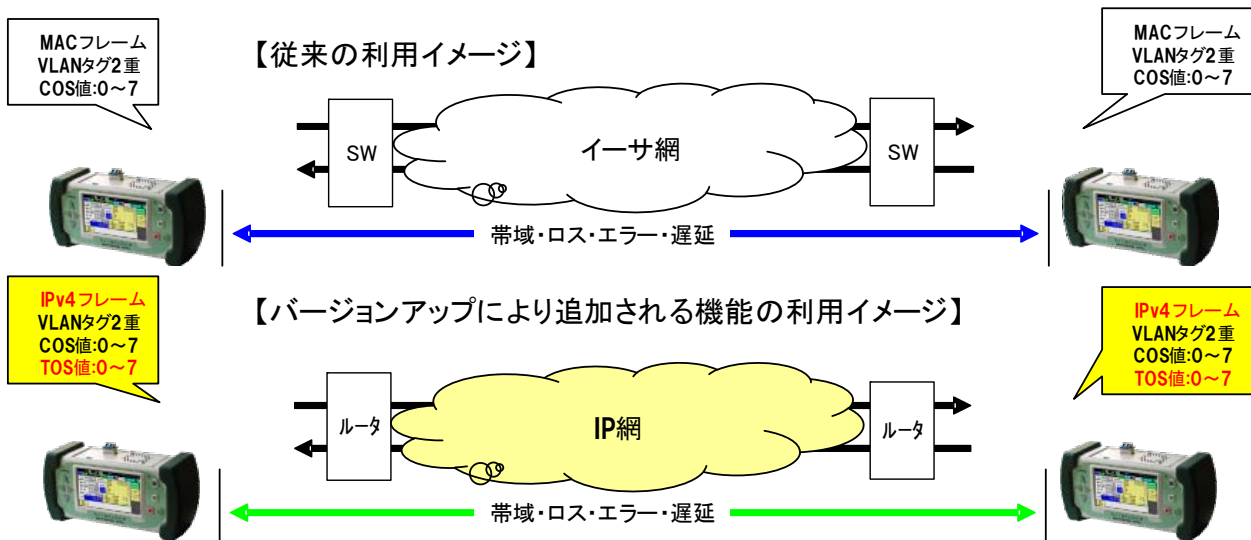 MACフレーム
VLANタグ2重
COS値:0～7
【従来の利用イメージ】
MACフレーム
VLANタグ2重
COS値:0～7
SW
イーサ網
SW
帯域・ロス・エラー・遅延
IPv4フレーム
VLANタグ2重
COS値:0～7
TOS値:0～7
【バージョンアップにより追加される機能の利用イメージ】
IPv4フレーム
VLANタグ2重
COS値:0～7
TOS値:0～7
ルータ
IP網
ルータ
帯域・ロス・エラー・遅延